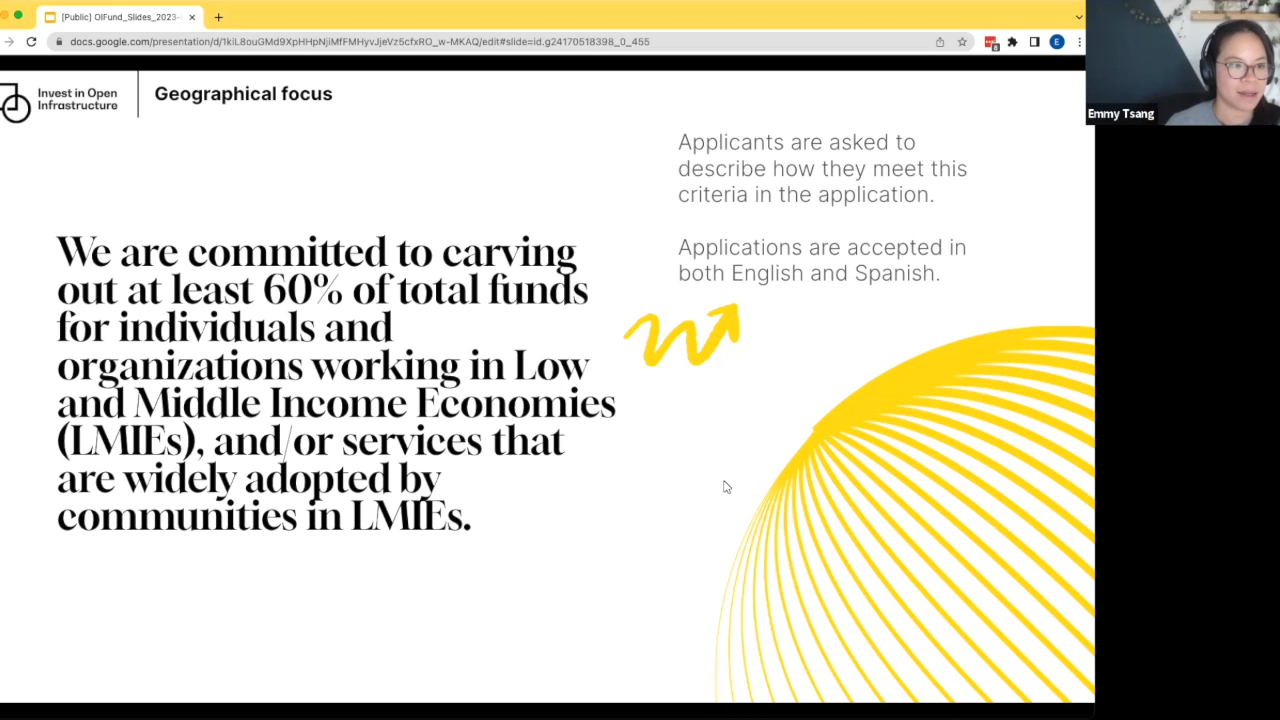 [Public] OIFund_Slides_2023-
docs.google.com/presentation/d/1kiL8ouGMd9XpHHpNjiMfFMHyvJjeVz5cfxRO_w-MKAQ/edit#slide=id.g24170518398_0_455
E
Emmy Tsang
Invest in Open
Infrastructure
Geographical focus
Applicants are asked to
describe how they meet this
criteria in the application.
Applications are accepted in
both English and Spanish.
We are committed to carving
out at least 60% of total funds
for individuals and
organizations working in Low
and Middle Income Economies
(LMIEs), and/or services that
are widely adopted by
communities in LMIEs.